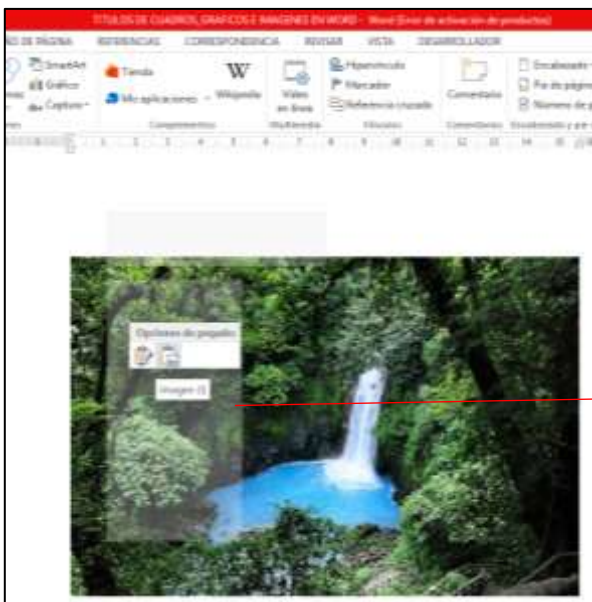 TITULOS DE CUADROS, GRAFICOS E IMAGENES EN WORD - Word (Error de activación de productos)
REFERENCIAS CORRESPONDENCIA REVISAR VISTA DESARROLLADOR
SmartArt Tienda Hipervínculo Encabezado
Gráfico Wikipedia Vídeo en línea Marcador Comentario Pie de página
Captura Mis aplicaciones Referencia cruzada Número de p
Complementos Multimedia Vínculos Comentarios
Opciones de pegado:
Imagen (I)